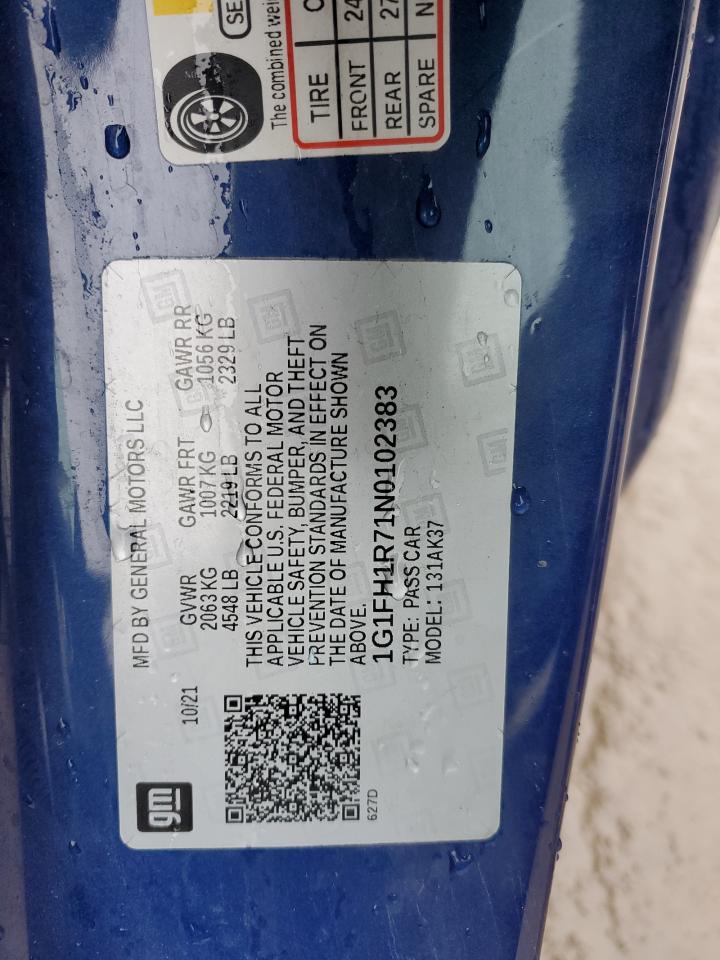 SE
The combined wei
TIRE
FRONT 24
REAR 27
SPARE N
gm
10/21
MFD BY GENERAL MOTORS LLC
GVWR GAWR FRT GAWR RR
2063 KG 1007 KG 1056 KG
4548 LB 2219 LB 2329 LB
THIS VEHICLE CONFORMS TO ALL
APPLICABLE U.S. FEDERAL MOTOR
VEHICLE SAFETY, BUMPER, AND THEFT
PREVENTION STANDARDS IN EFFECT ON
THE DATE OF MANUFACTURE SHOWN
ABOVE.
1G1FH1R71N0102383
TYPE: PASS CAR
MODEL: 131AK37
627D